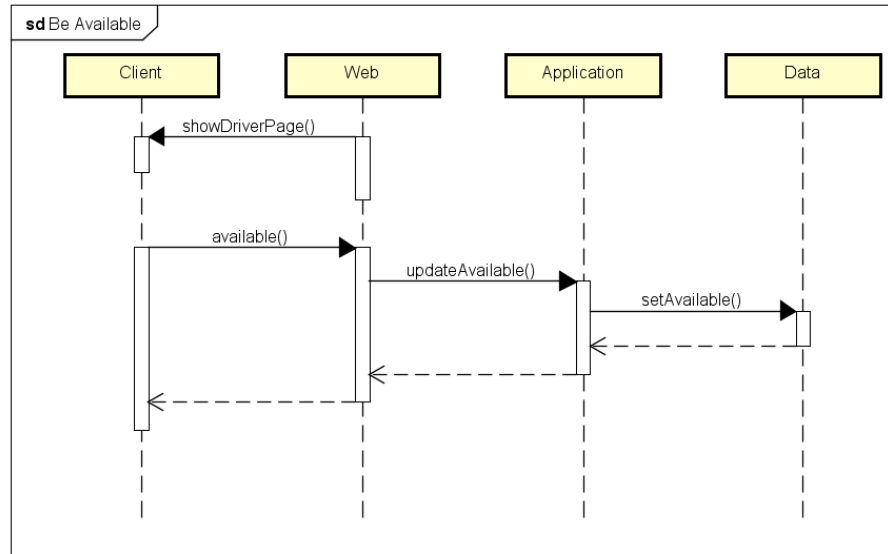 sd Be Available
Client
Web
Application
Data
showDriverPage()
available()
updateAvailable()
setAvailable()